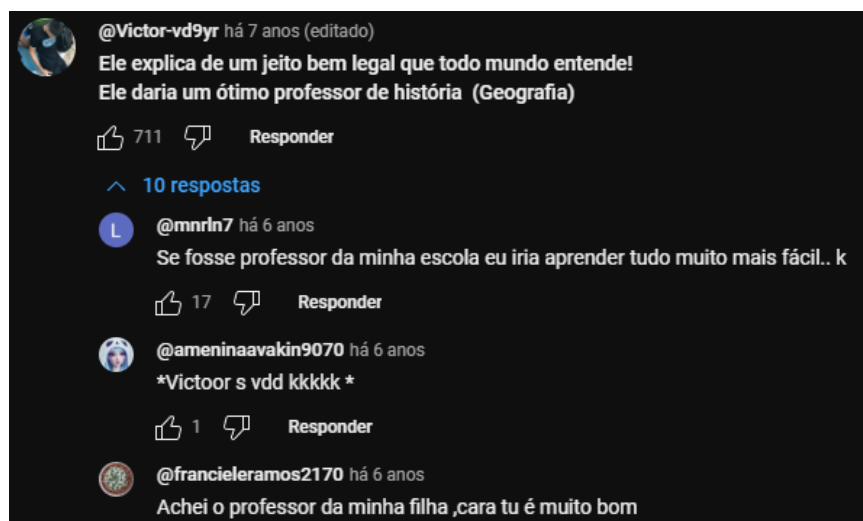 @Victor-vd9yr há 7 anos (editado)
Ele explica de um jeito bem legal que todo mundo entende!
Ele daria um ótimo professor de história (Geografia)
711 Responder
10 respostas
L
@mnrln7 há 6 anos
Se fosse professor da minha escola eu iria aprender tudo muito mais fácil.. k
17 Responder
@ameninaavakin9070 há 6 anos
*Victoor s vdd kkkkk *
1 Responder
@francieleramos2170 há 6 anos
Achei o professor da minha filha ,cara tu é muito bom